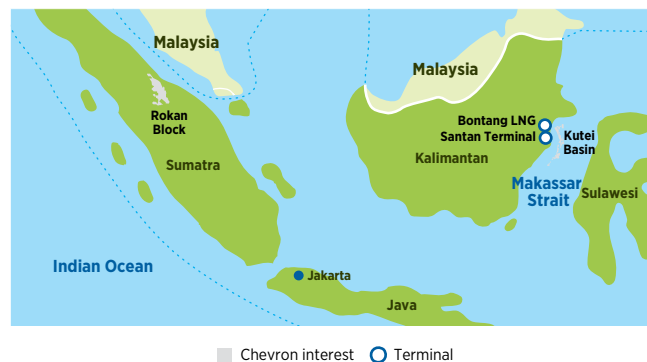 Malaysia
Malaysia
Rokan
Block
Bontang LNG
Santan Terminal
Kutei
Basin
Sumatra
Kalimantan
Makassar
Strait
Sulawesi
Indian Ocean
Jakarta
Java
Chevron interest
Terminal